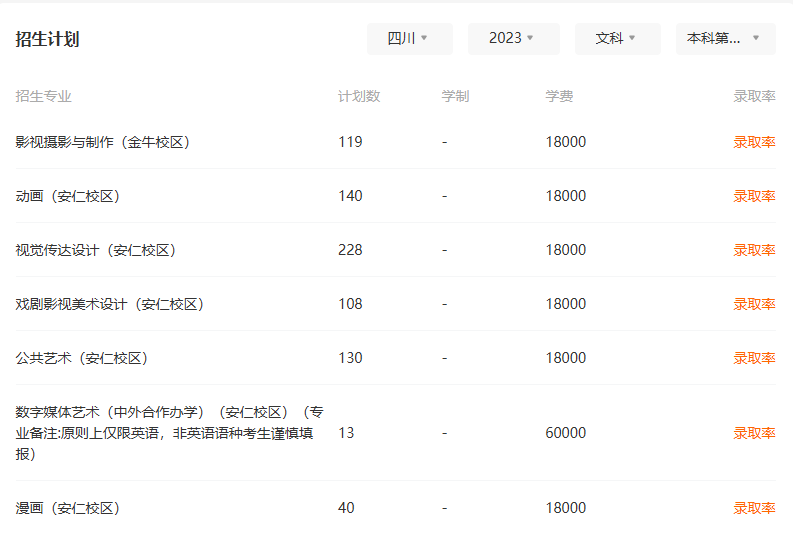 招生计划 四川 2023 文科 本科第...
招生专业 计划数 学制 学费 录取率
影视摄影与制作（金牛校区） 119 - 18000 录取率
动画（安仁校区） 140 - 18000 录取率
视觉传达设计（安仁校区） 228 - 18000 录取率
戏剧影视美术设计（安仁校区） 108 - 18000 录取率
公共艺术（安仁校区） 130 - 18000 录取率
数字媒体艺术（中外合作办学）（安仁校区）（专
业备注:原则上仅限英语，非英语语种考生谨慎填 13 - 60000 录取率
报）
漫画（安仁校区） 40 - 18000 录取率